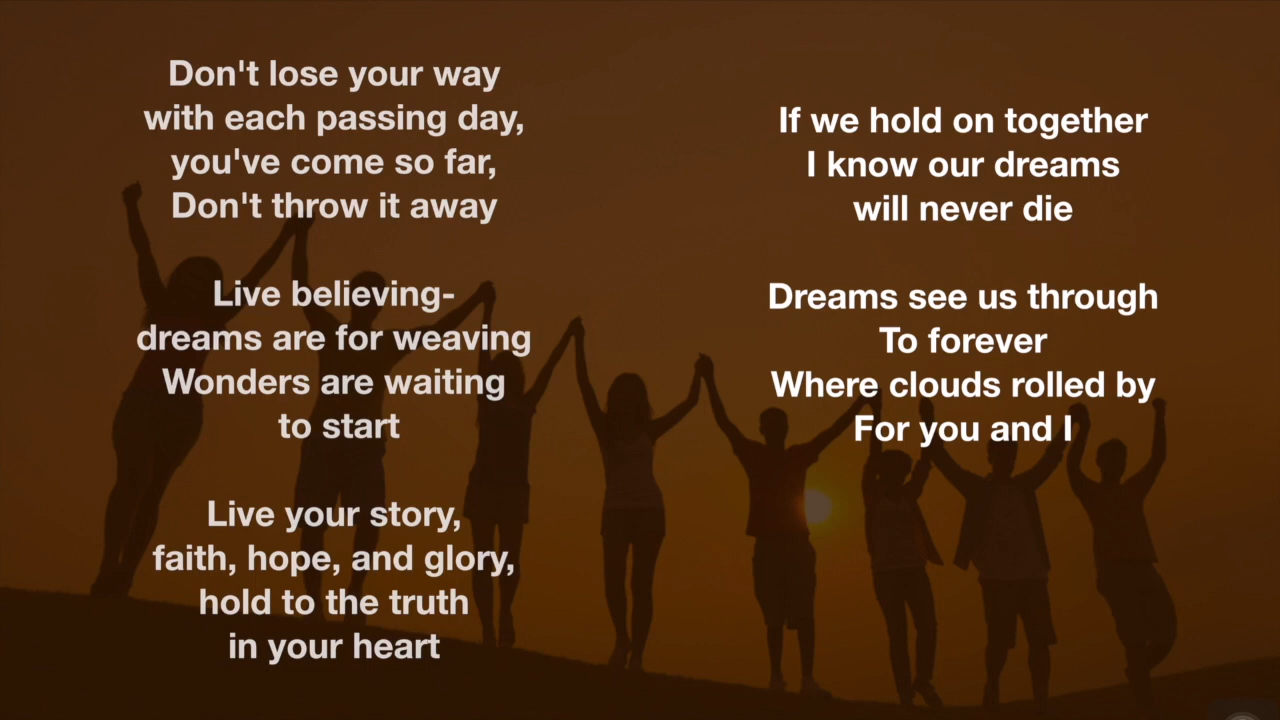 Don't lose your way
with each passing day,
you've come so far,
Don't throw it away
Live believing-
dreams are for weaving
Wonders are waiting
to start
Live your story,
faith, hope, and glory,
hold to the truth
in your heart
If we hold on together
I know our dreams
will never die
Dreams see us through
To forever
Where clouds rolled by
For you and I